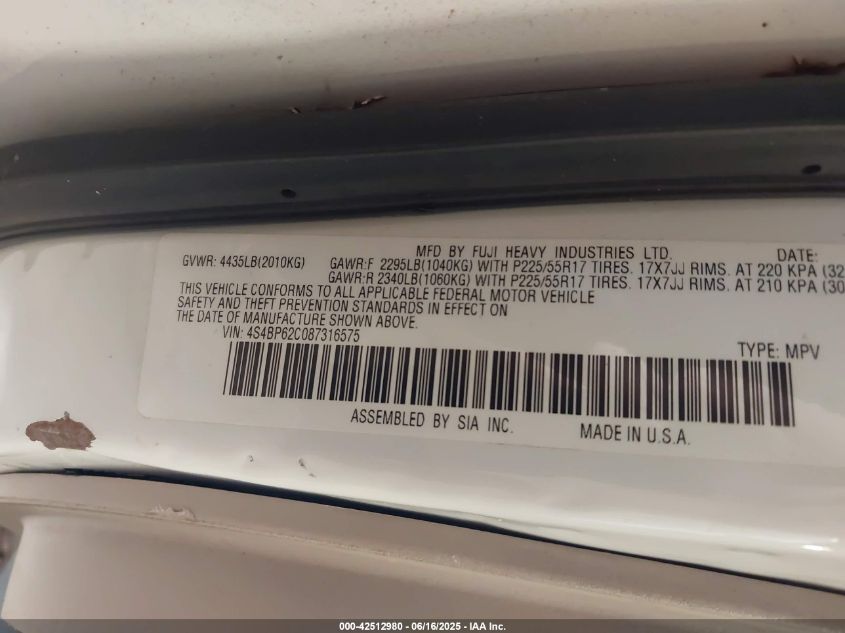 MFD BY FUJI HEAVY INDUSTRIES LTD. DATE:
GVWR: 4435LB(2010KG) GAWR:F 2295LB(1040KG) WITH P225/55R17 TIRES. 17X7JJ RIMS. AT 220 KPA (32
GAWR:R 2340LB(1060KG) WITH P225/55R17 TIRES. 17X7JJ RIMS. AT 210 KPA (30
THIS VEHICLE CONFORMS TO ALL APPLICABLE FEDERAL MOTOR VEHICLE
SAFETY AND THEFT PREVENTION STANDARDS IN EFFECT ON
THE DATE OF MANUFACTURE SHOWN ABOVE.
VIN: 4S4BP62C087316575 TYPE: MPV
ASSEMBLED BY SIA INC. MADE IN U.S.A.
000-42512980 - 06/16/2025 - IAA Inc.